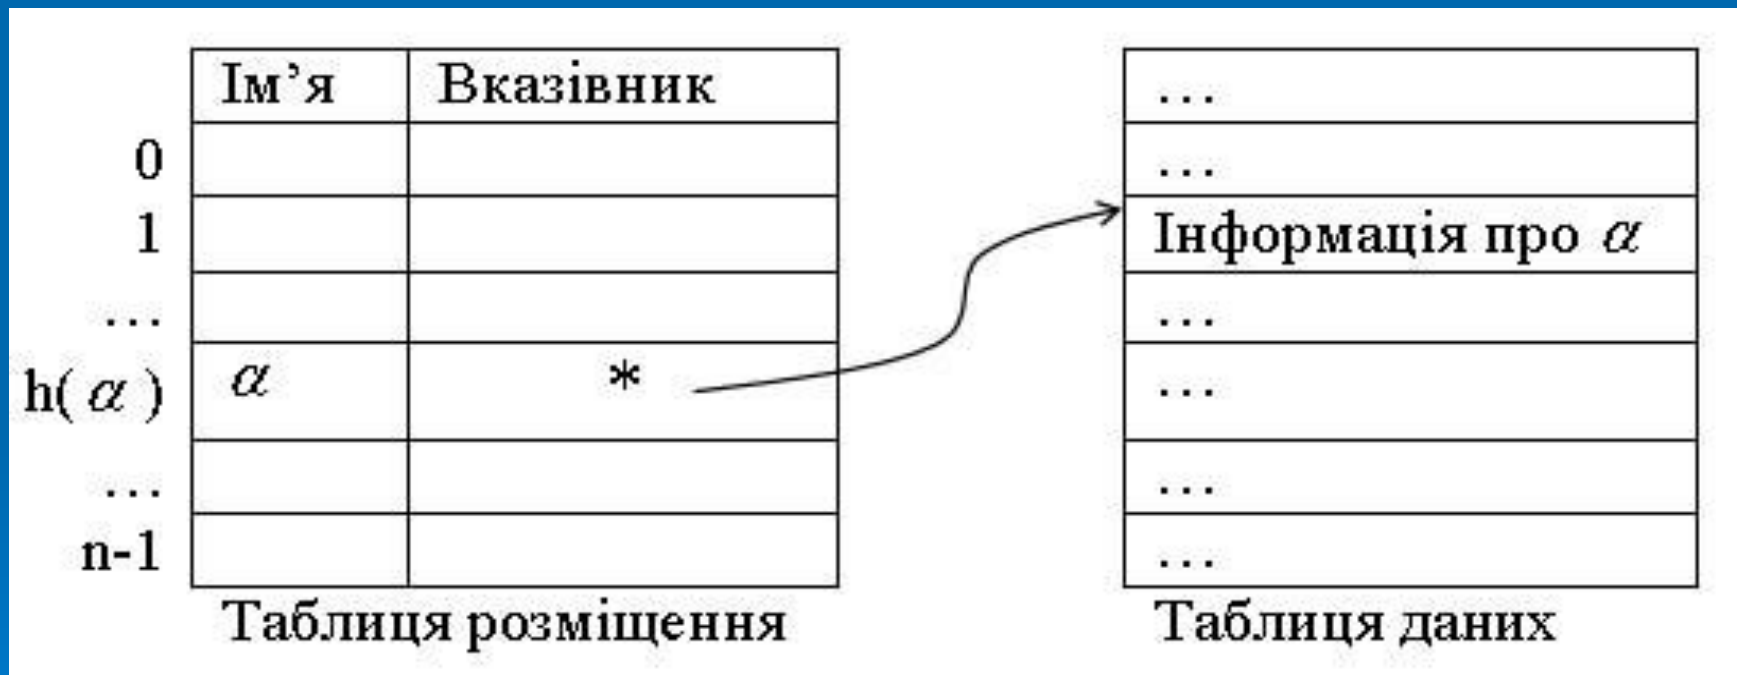 Ім’я Вказівник ...
0 ...
1 Інформація про α
... ...
h(α) α * ...
... ...
n-1 ...
Таблиця розміщення Таблиця даних